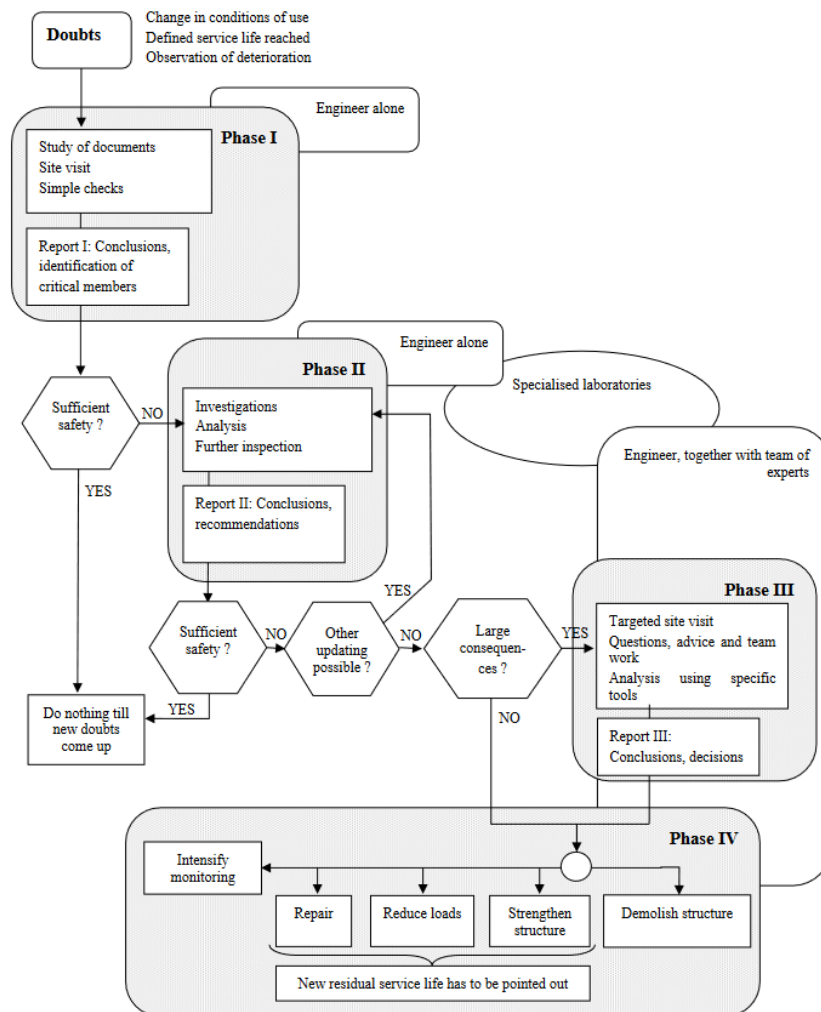 Doubts
Change in conditions of use
Defined service life reached
Observation of deterioration
Engineer alone
Phase I
Study of documents
Site visit
Simple checks
Report I: Conclusions,
identification of
critical members
Engineer alone
Phase II
Specialised laboratories
Sufficient
safety ?
NO
Investigations
Analysis
Further inspection
Engineer, together with team of
experts
YES
Report II: Conclusions,
recommendations
YES
Phase III
Sufficient
safety ?
NO
Other
updating
possible ?
NO
Large
consequen-
ces ?
YES
Targeted site visit
Questions, advice and team
work
Analysis using specific
tools
YES
NO
Do nothing till
new doubts
come up
Report III:
Conclusions, decisions
Phase IV
Intensify
monitoring
Repair
Reduce loads
Strengthen
structure
Demolish structure
New residual service life has to be pointed out